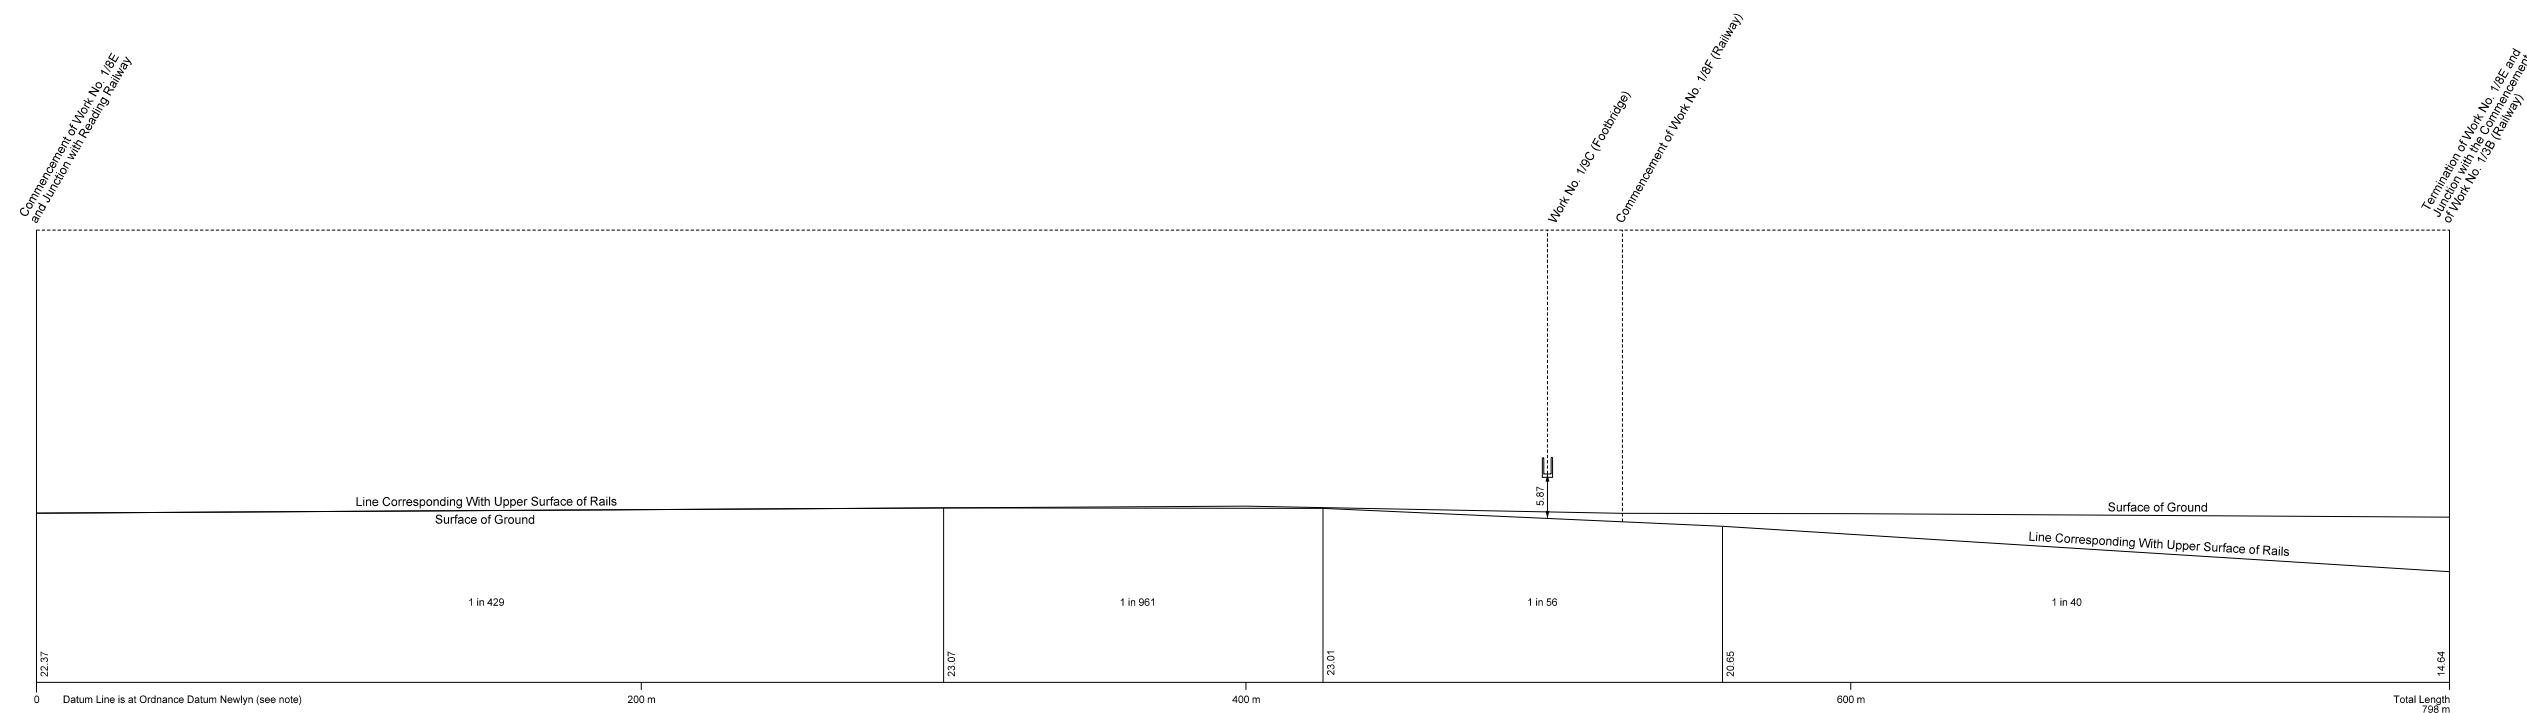 Commencement of Work No. 1/8E
and Junction with Reading Railway
Work No. 1/9C (Footbridge)
Commencement of Work No. 1/8F (Railway)
Termination of Work No. 1/8E and
Junction with the Commencement
of Work No. 1/3B (Railway)
5.87
Line Corresponding With Upper Surface of Rails
Surface of Ground
Surface of Ground
Line Corresponding With Upper Surface of Rails
1 in 429
1 in 961
1 in 56
1 in 40
22.37
23.07
23.01
20.65
14.64
0
Datum Line is at Ordnance Datum Newlyn (see note)
200 m
400 m
600 m
Total Length
798 m